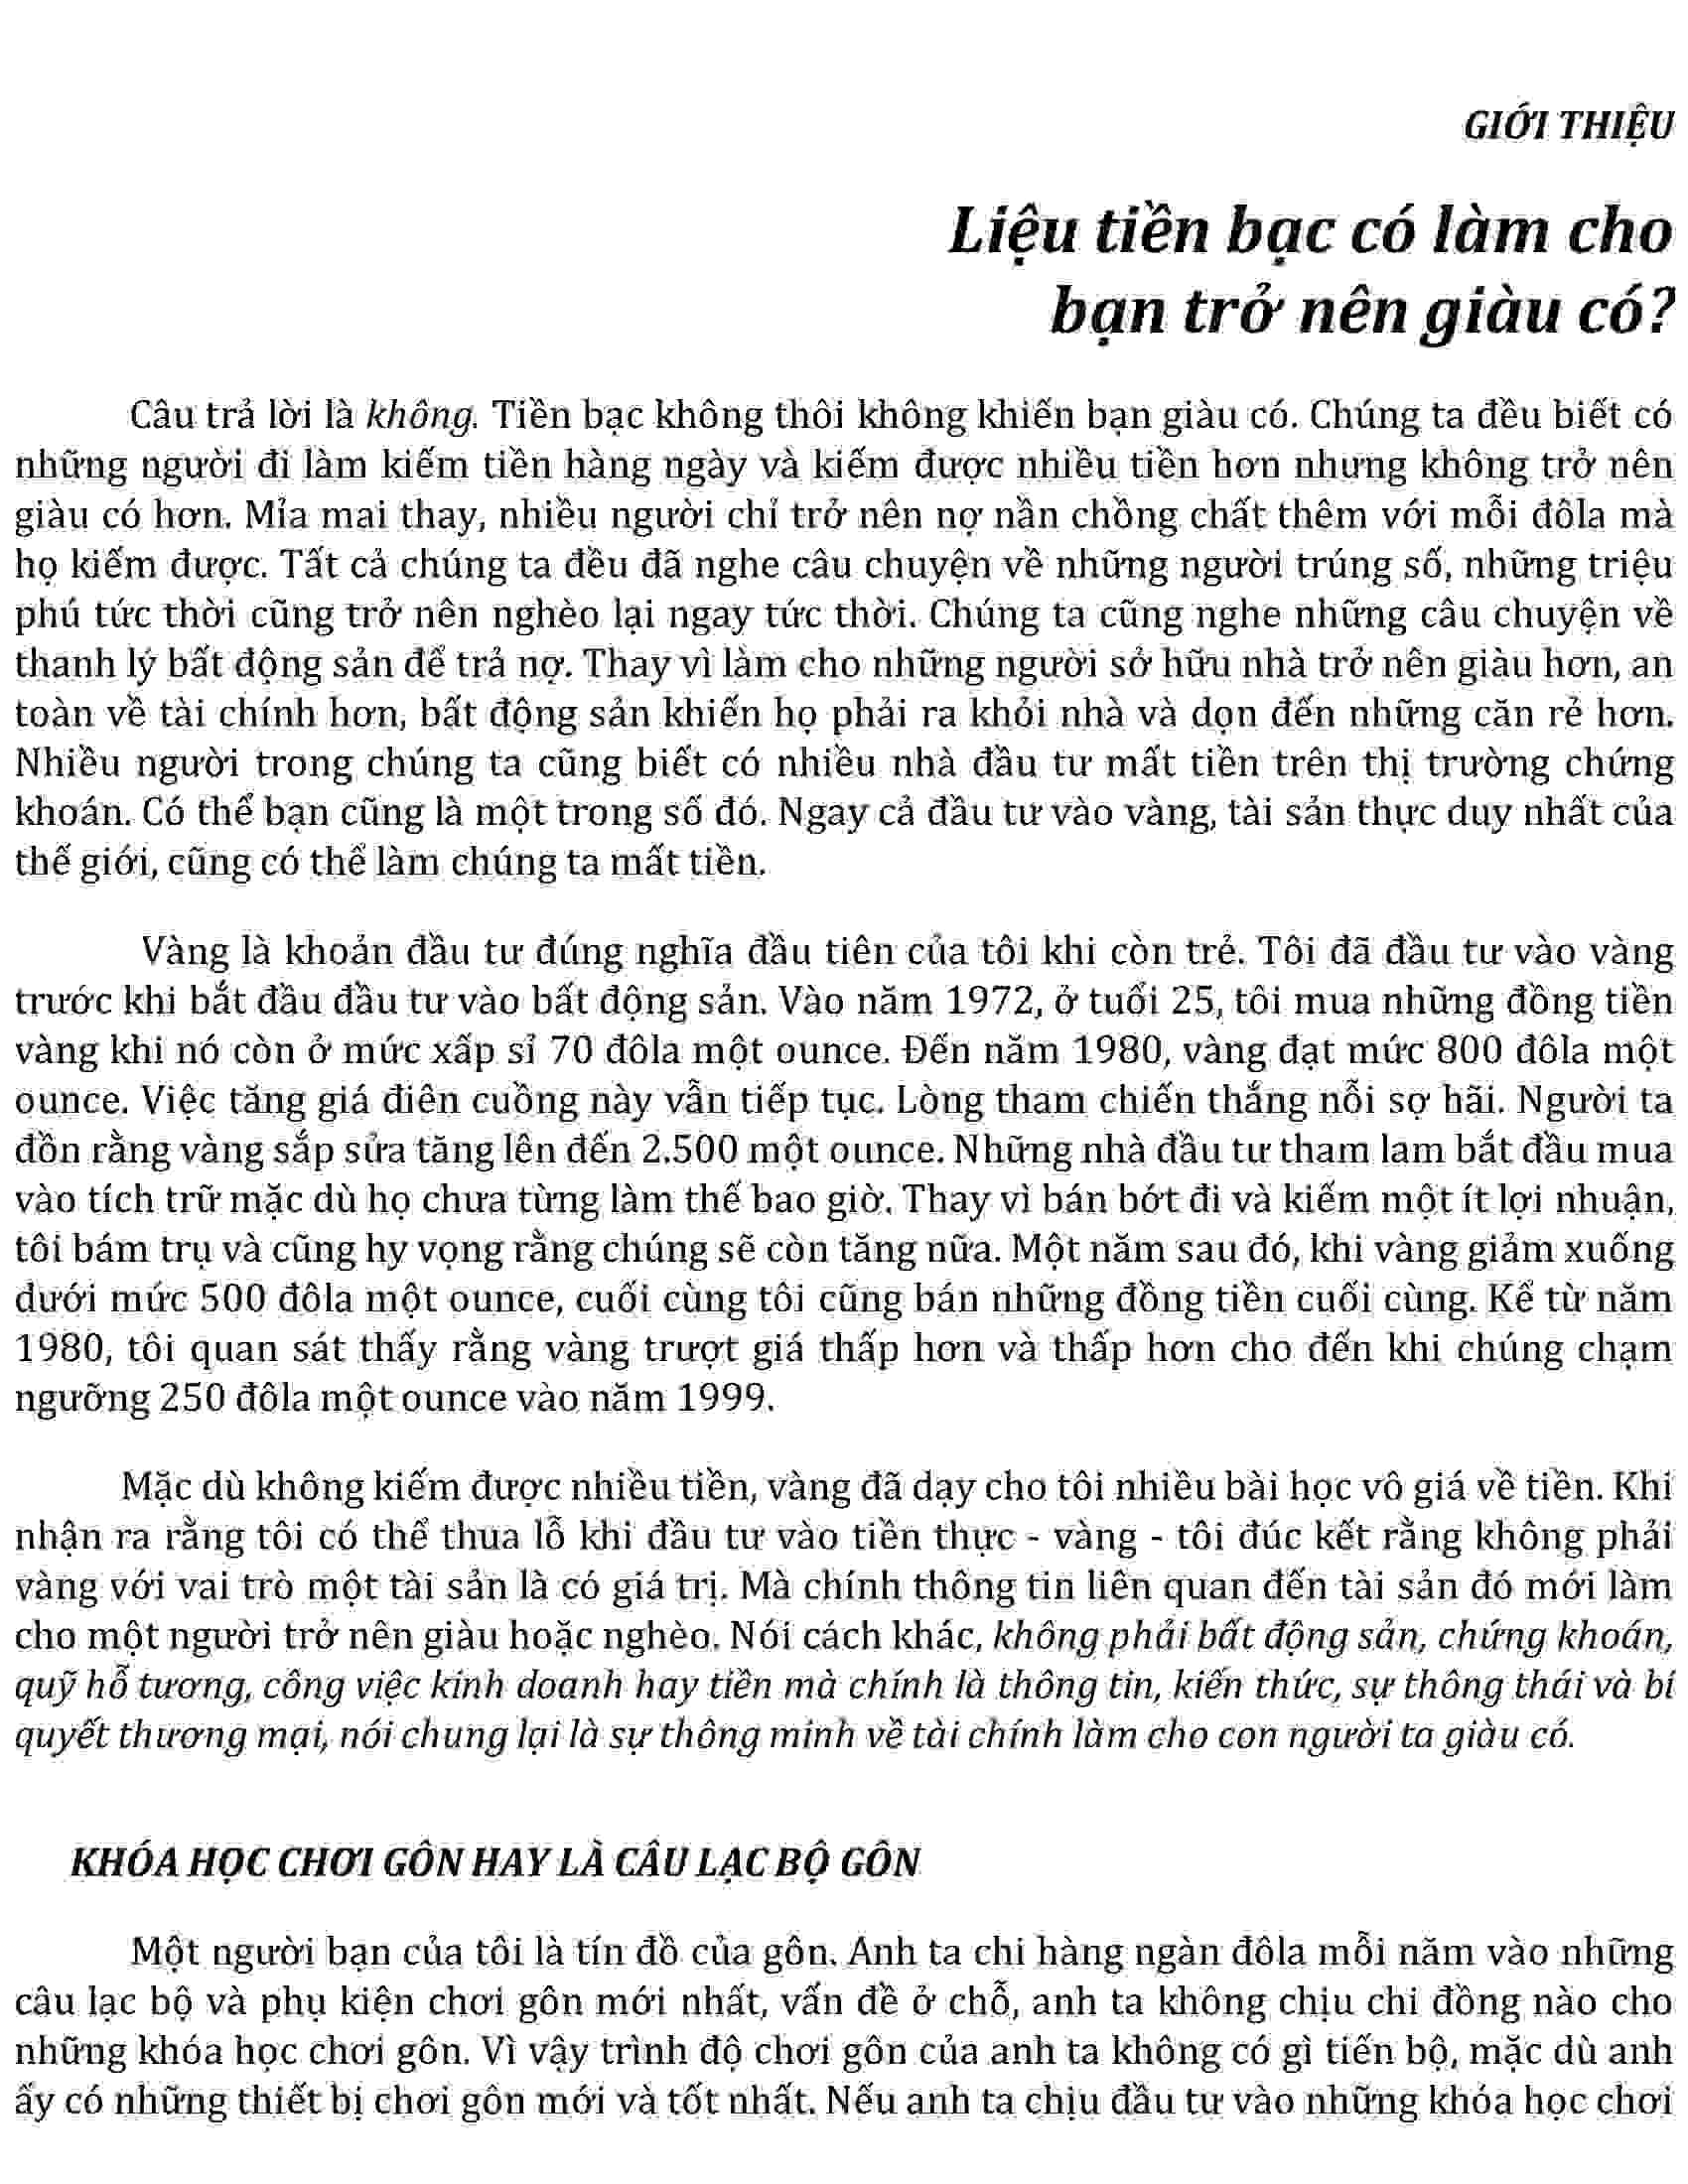 GIỚI THIỆU
Liệu tiền bạc có làm cho
bạn trở nên giàu có?
Câu trả lời là không. Tiền bạc không thôi không khiến bạn giàu có. Chúng ta đều biết có
những người đi làm kiếm tiền hàng ngày và kiếm được nhiều tiền hơn nhưng không trở nên
giàu có hơn. Mỉa mai thay, nhiều người chỉ trở nên nợ nần chồng chất thêm với mỗi đôla mà
họ kiếm được. Tất cả chúng ta đều đã nghe câu chuyện về những người trúng số, những triệu
phú tức thời cũng trở nên nghèo lại ngay tức thời. Chúng ta cũng nghe những câu chuyện về
thanh lý bất động sản để trả nợ. Thay vì làm cho những người sở hữu nhà trở nên giàu hơn, an
toàn về tài chính hơn, bất động sản khiến họ phải ra khỏi nhà và dọn đến những căn rẻ hơn.
Nhiều người trong chúng ta cũng biết có nhiều nhà đầu tư mất tiền trên thị trường chứng
khoán. Có thể bạn cũng là một trong số đó. Ngay cả đầu tư vào vàng, tài sản thực duy nhất của
thế giới, cũng có thể làm chúng ta mất tiền.
Vàng là khoản đầu tư đúng nghĩa đầu tiên của tôi khi còn trẻ. Tôi đã đầu tư vào vàng
trước khi bắt đầu đầu tư vào bất động sản. Vào năm 1972, ở tuổi 25, tôi mua những đồng tiền
vàng khi nó còn ở mức xấp sỉ 70 đôla một ounce. Đến năm 1980, vàng đạt mức 800 đôla một
ounce. Việc tăng giá điên cuồng này vẫn tiếp tục. Lòng tham chiến thắng nỗi sợ hãi. Người ta
đồn rằng vàng sắp sửa tăng lên đến 2.500 một ounce. Những nhà đầu tư tham lam bắt đầu mua
vào tích trữ mặc dù họ chưa từng làm thế bao giờ. Thay vì bán bớt đi và kiếm một ít lợi nhuận,
tôi bám trụ và cũng hy vọng rằng chúng sẽ còn tăng nữa. Một năm sau đó, khi vàng giảm xuống
dưới mức 500 đôla một ounce, cuối cùng tôi cũng bán những đồng tiền cuối cùng. Kể từ năm
1980, tôi quan sát thấy rằng vàng trượt giá thấp hơn và thấp hơn cho đến khi chúng chạm
ngưỡng 250 đôla một ounce vào năm 1999.
Mặc dù không kiếm được nhiều tiền, vàng đã dạy cho tôi nhiều bài học vô giá về tiền. Khi
nhận ra rằng tôi có thể thua lỗ khi đầu tư vào tiền thực - vàng - tôi đúc kết rằng không phải
vàng với vai trò một tài sản là có giá trị. Mà chính thông tin liên quan đến tài sản đó mới làm
cho một người trở nên giàu hoặc nghèo. Nói cách khác, không phải bất động sản, chứng khoán,
quỹ hỗ tương, công việc kinh doanh hay tiền mà chính là thông tin, kiến thức, sự thông thái và bí
quyết thương mại, nói chung lại là sự thông minh về tài chính làm cho con người ta giàu có.
KHÓA HỌC CHƠI GÔN HAY LÀ CÂU LẠC BỘ GÔN
Một người bạn của tôi là tín đồ của gôn. Anh ta chi hàng ngàn đôla mỗi năm vào những
câu lạc bộ và phụ kiện chơi gôn mới nhất, vấn đề ở chỗ, anh ta không chịu chi đồng nào cho
những khóa học chơi gôn. Vì vậy trình độ chơi gôn của anh ta không có gì tiến bộ, mặc dù anh
ấy có những thiết bị chơi gôn mới và tốt nhất. Nếu anh ta chịu đầu tư vào những khóa học chơi